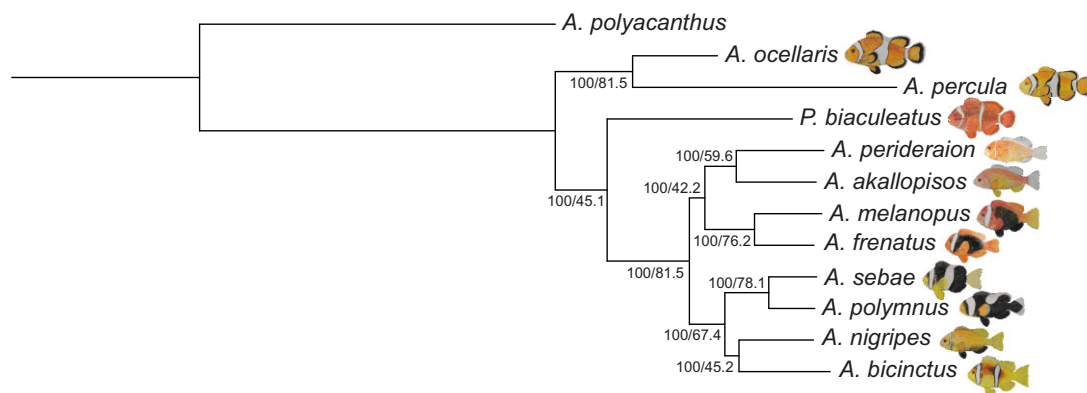 A. polyacanthus
A. ocellaris
100/81.5
A. percula
P. biaculeatus
A. perideraion
100/59.6
A. akallopisos
100/42.2
100/45.1
A. melanopus
100/76.2
A. frenatus
100/81.5
A. sebae
100/78.1
A. polymnus
100/67.4
A. nigripes
100/45.2
A. bicinctus